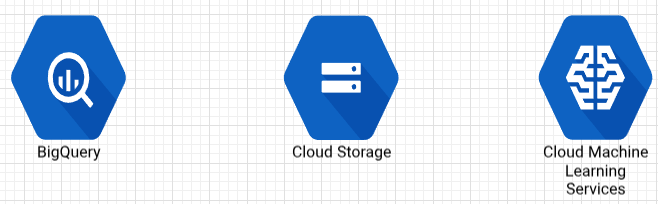 BigQuery
Cloud Storage
Cloud Machine
Learning
Services